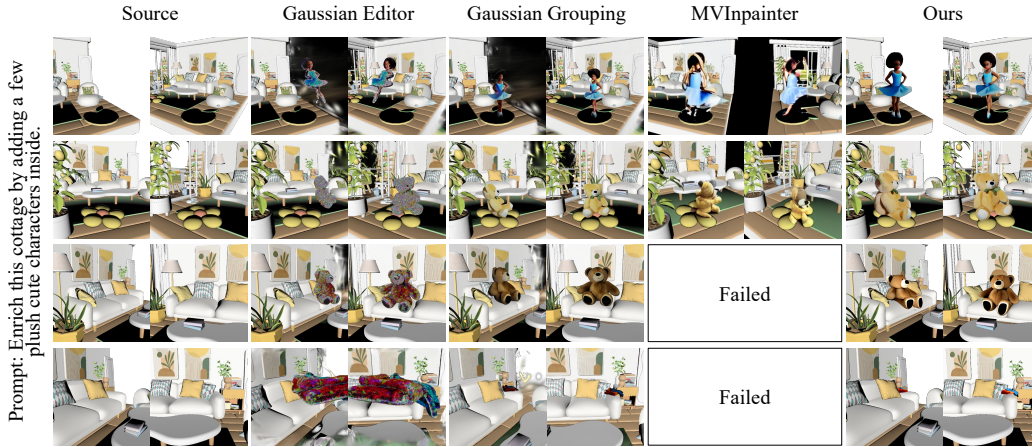 Source
Gaussian Editor
Gaussian Grouping
MVInpainter
Ours
Prompt: Enrich this cottage by adding a few
plush cute characters inside.
Failed
Failed